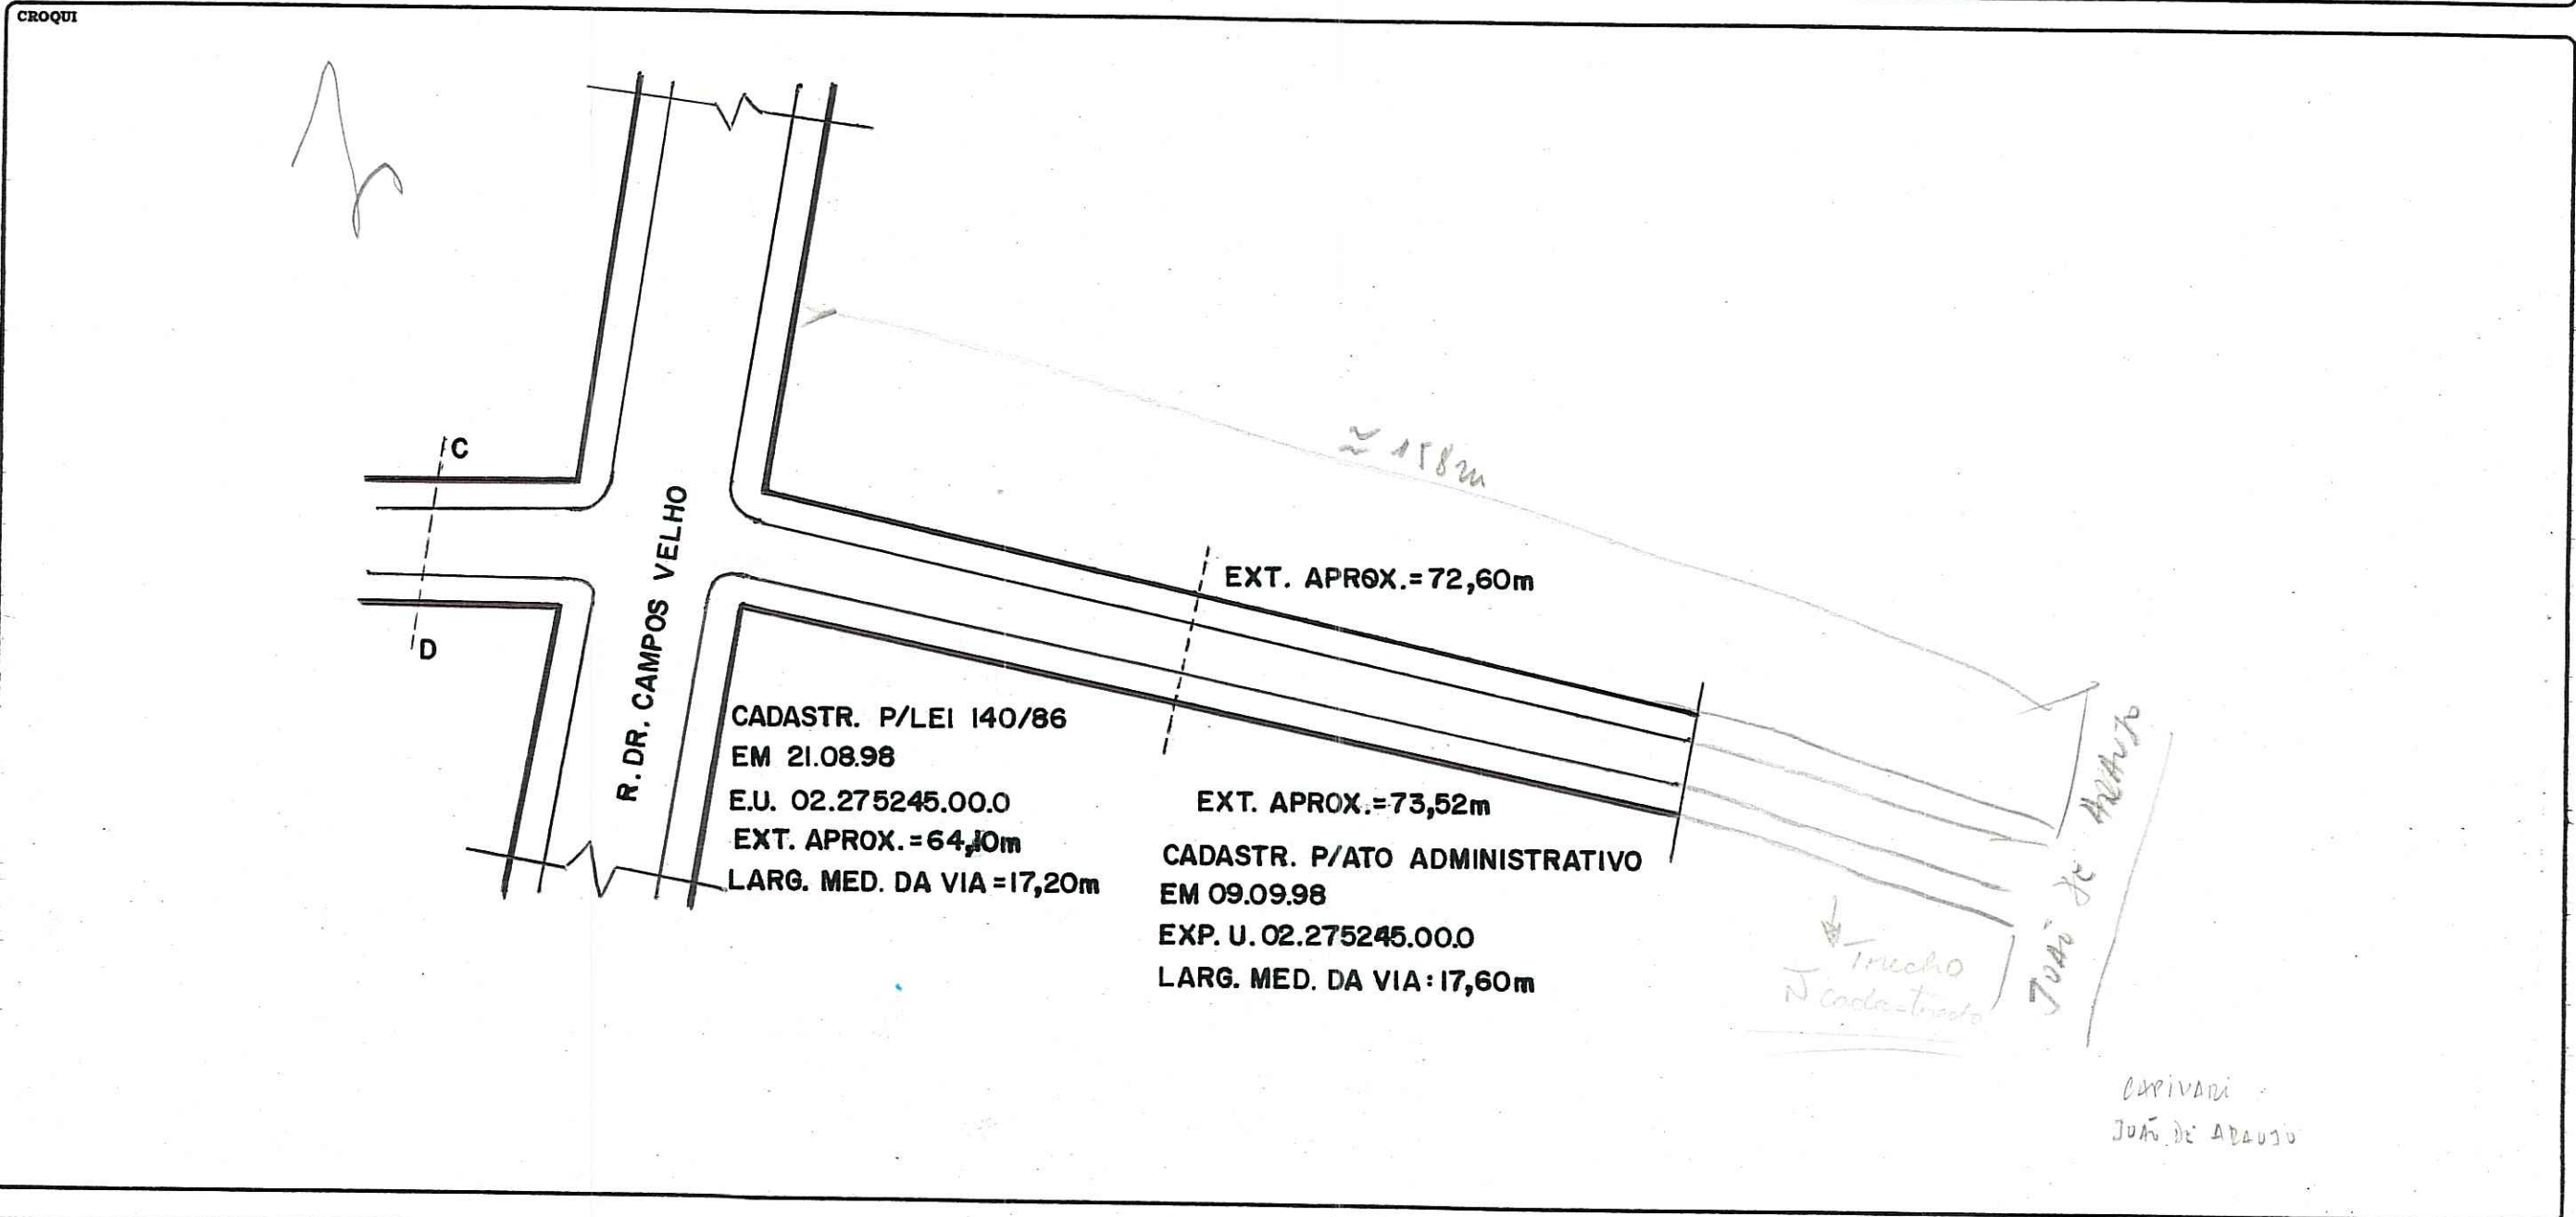 CROQUI
C
D
R. DR. CAMPOS VELHO
≈ 158m
EXT. APROX.=72,60m
CADASTR. P/LEI 140/86
EM 21.08.98
E.U. 02.275245.00.0
EXT. APROX.=64,10m
LARG. MED. DA VIA=17,20m
EXT. APROX.=73,52m
CADASTR. P/ATO ADMINISTRATIVO
EM 09.09.98
EXP. U. 02.275245.00.0
LARG. MED. DA VIA:17,60m
Trecho
Ñ cadastrado
JOÃO DE ARAUJO
CAPIVARI
JOÃO DE ARAUJO